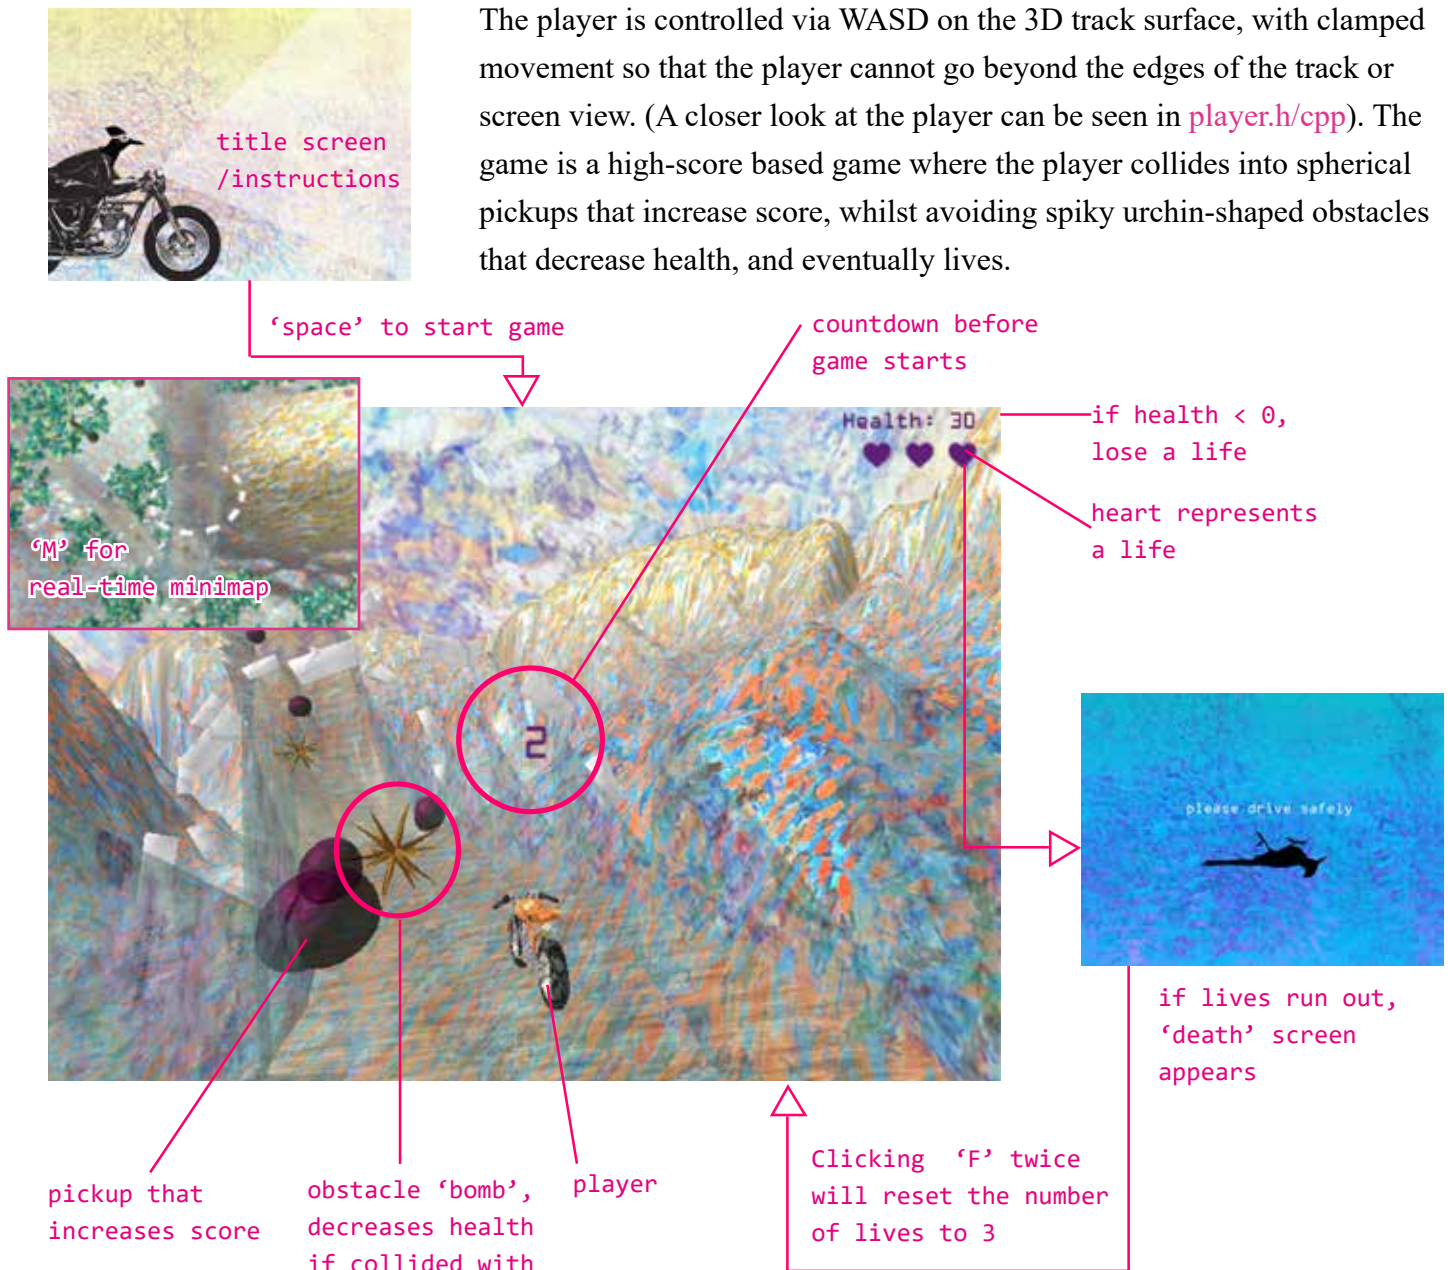 The player is controlled via WASD on the 3D track surface, with clamped
movement so that the player cannot go beyond the edges of the track or
screen view. (A closer look at the player can be seen in player.h/cpp). The
game is a high-score based game where the player collides into spherical
pickups that increase score, whilst avoiding spiky urchin-shaped obstacles
that decrease health, and eventually lives.
title screen
/instructions
‘space’ to start game
countdown before
game starts
Health: 30
if health < 0,
lose a life
heart represents
a life
‘M’ for
real-time minimap
2
please drive safely
if lives run out,
‘death’ screen
appears
pickup that
increases score
obstacle ‘bomb’,
decreases health
if collided with
player
Clicking ‘F’ twice
will reset the number
of lives to 3